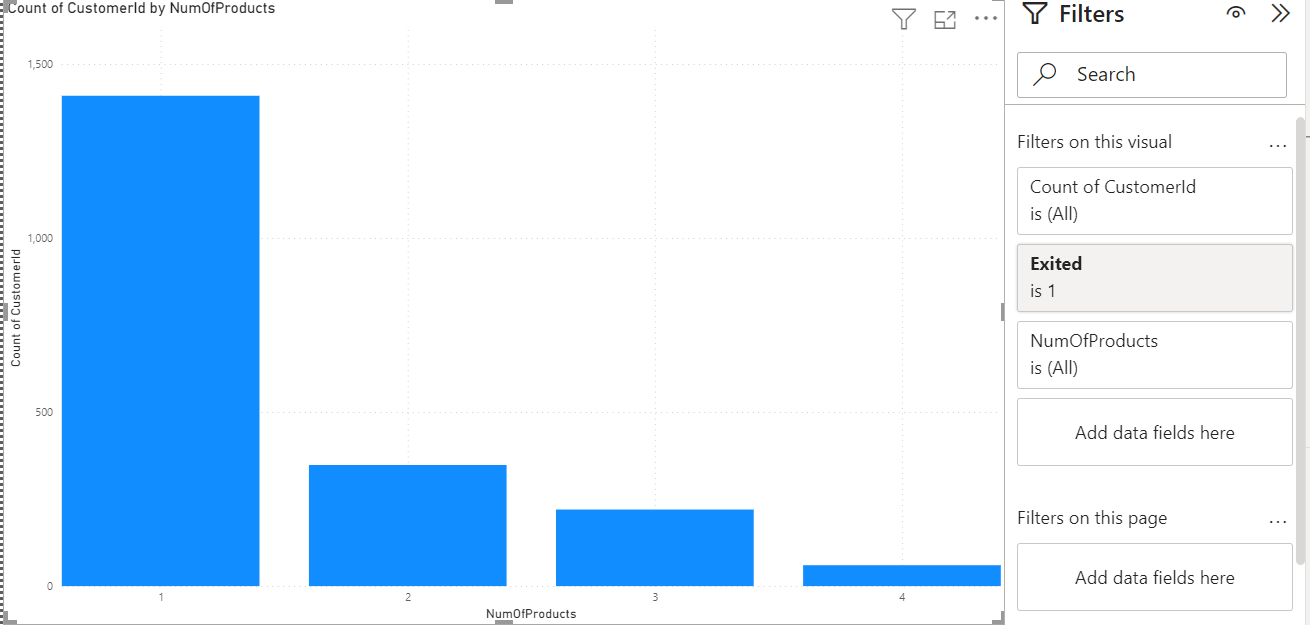 Count of CustomerId by NumOfProducts
1,500
1,000
500
0
Count of CustomerId
1 2 3 4
NumOfProducts
Filters
Search
Filters on this visual ...
Count of CustomerId
is (All)
Exited
is 1
NumOfProducts
is (All)
Add data fields here
Filters on this page ...
Add data fields here